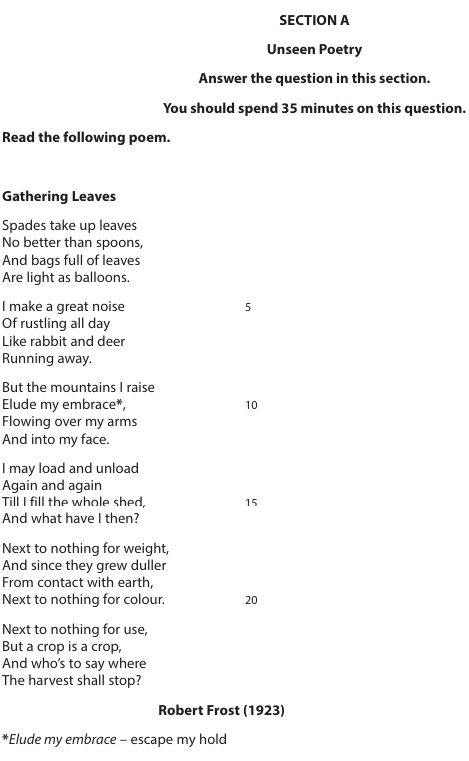 SECTION A
Unseen Poetry
Answer the question in this section.
You should spend 35 minutes on this question.
Read the following poem.
Gathering Leaves
Spades take up leaves
No better than spoons,
And bags full of leaves
Are light as balloons.
I make a great noise 5
Of rustling all day
Like rabbit and deer
Running away.
But the mountains I raise
Elude my embrace*, 10
Flowing over my arms
And into my face.
I may load and unload
Again and again
Till I fill the whole shed, 15
And what have I then?
Next to nothing for weight,
And since they grew duller
From contact with earth,
Next to nothing for colour. 20
Next to nothing for use,
But a crop is a crop,
And who's to say where
The harvest shall stop?
Robert Frost (1923)
*Elude my embrace – escape my hold